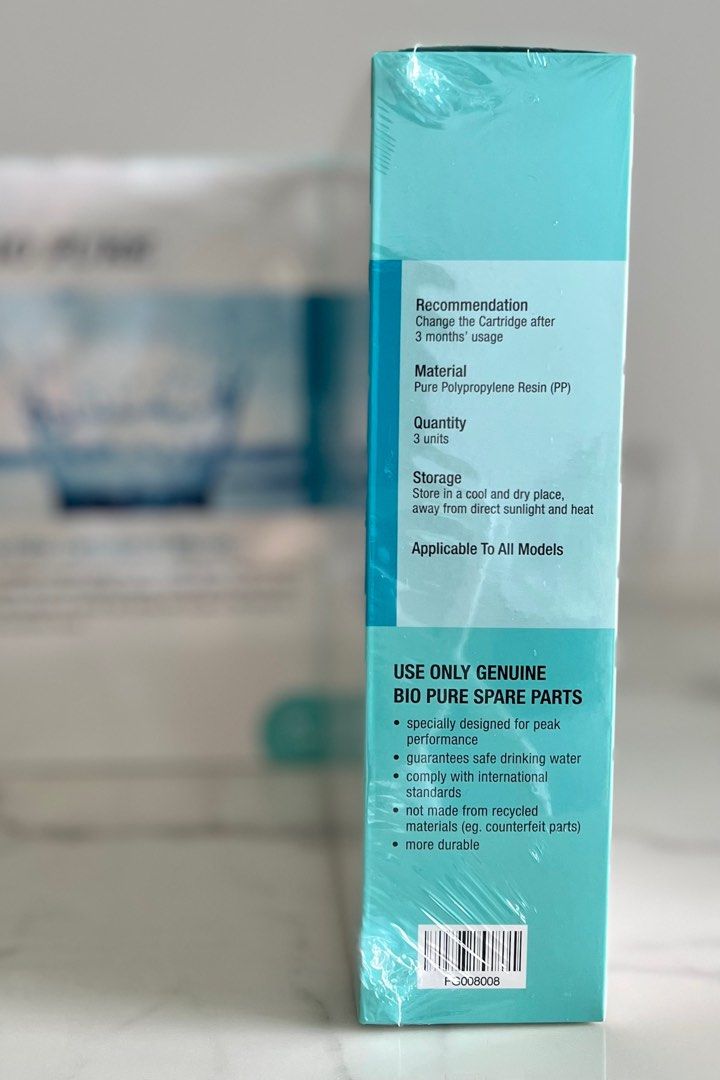 Recommendation
Change the Cartridge after
3 months' usage
Material
Pure Polypropylene Resin (PP)
Quantity
3 units
Storage
Store in a cool and dry place,
away from direct sunlight and heat
Applicable To All Models
USE ONLY GENUINE
BIO PURE SPARE PARTS
• specially designed for peak
performance
• guarantees safe drinking water
• comply with international
standards
• not made from recycled
materials (eg. counterfeit parts)
• more durable
FG008008